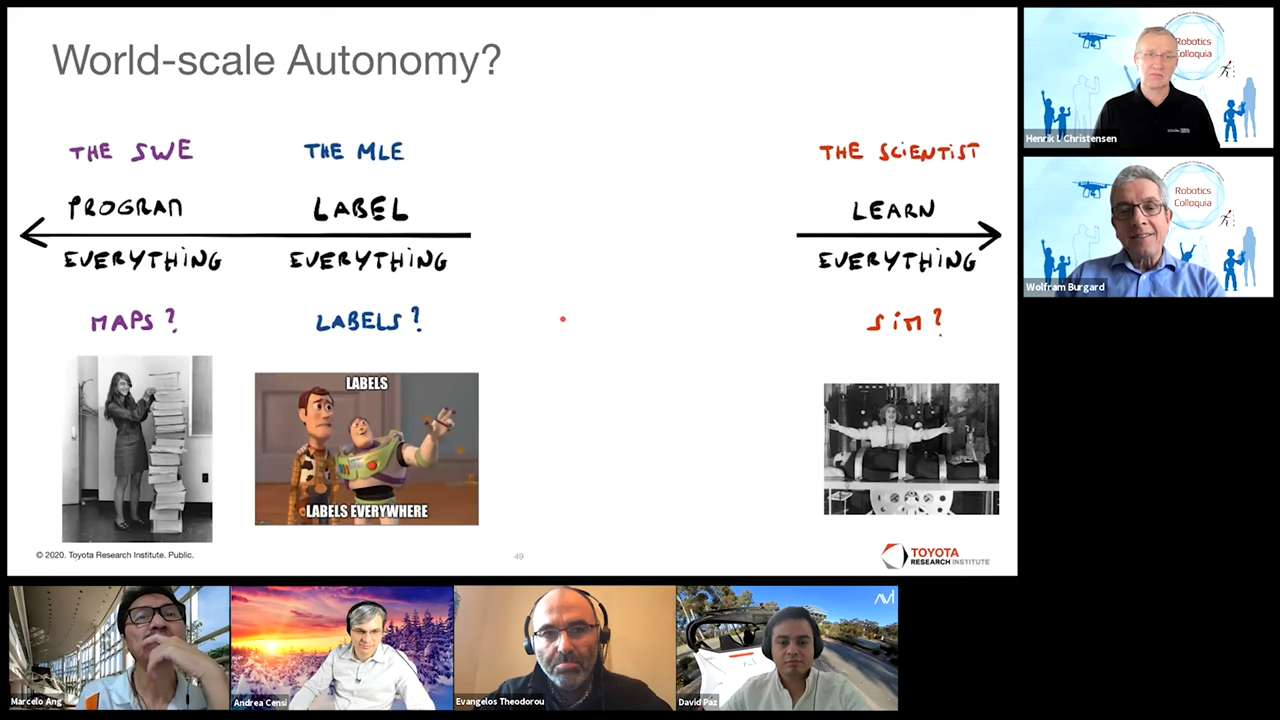 World-scale Autonomy?
THE SWE
THE MLE
THE SCIENTIST
PROGRAM
LABEL
LEARN
EVERYTHING
EVERYTHING
EVERYTHING
MAPS?
LABELS?
SIM?
LABELS
LABELS EVERYWHERE
© 2020. Toyota Research Institute. Public.
49
TOYOTA
RESEARCH INSTITUTE
Robotics
Colloquia
Henrik I. Christensen
Robotics
Colloquia
Wolfram Burgard
Marcelo Ang
Andrea Censi
Evangelos Theodorou
David Paz